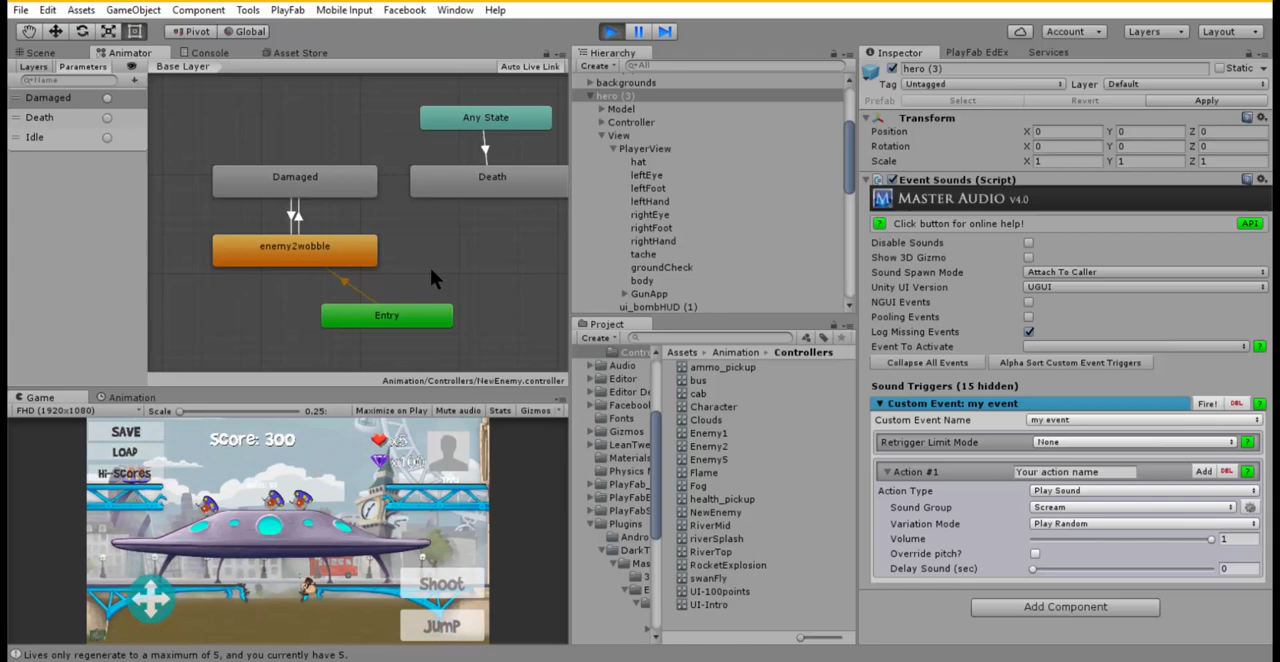 File Edit Assets GameObject Component Tools PlayFab Mobile Input Facebook Window Help
Pivot Global Account Layers Layout
Scene Animator Console Asset Store
Layers Parameters Base Layer Auto Live Link
Name
Damaged
Death
Idle
Any State
Damaged Death
enemy2wobble
Entry
Animation/Controllers/NewEnemy.controller
Game Animation
FHD (1920x1080) Scale 0.25: Maximize on Play Mute audio Stats Gizmos
SAVE
LOAD
Hi-Scores
Score: 300
Shoot
Jump
Hierarchy
Create All
backgrounds
hero (3)
Model
Controller
View
PlayerView
hat
leftEye
leftFoot
leftHand
rightEye
rightFoot
rightHand
tache
groundCheck
body
GunApp
ui_bombHUD (1)
Project
Create
Contro
Audio
Editor
Editor De
Faceboo
Fonts
Gizmos
LeanTwe
Materials
Physics M
PlayFab_
PlayFabE
PlayFabS
Plugins
Andro
DarkT
Mas
3
E
Assets Animation Controllers
ammo_pickup
bus
cab
Character
Clouds
Enemy1
Enemy2
Enemy5
Flame
Fog
health_pickup
NewEnemy
RiverMid
riverSplash
RiverTop
RocketExplosion
swanFly
UI-100points
UI-Intro
Inspector PlayFab EdEx Services
hero (3) Static
Tag Untagged Layer Default
Prefab Select Revert Apply
Transform
Position X 0 Y 0 Z 0
Rotation X 0 Y 0 Z 0
Scale X 1 Y 1 Z 1
Event Sounds (Script)
MASTER AUDIO v4.0
? Click button for online help! API
Disable Sounds
Show 3D Gizmo
Sound Spawn Mode Attach To Caller
Unity UI Version UGUI
NGUI Events
Pooling Events
Log Missing Events
Event To Activate ?
Collapse All Events Alpha Sort Custom Event Triggers
Sound Triggers (15 hidden)
Custom Event: my event Fire! DEL ?
Custom Event Name my event
Retrigger Limit Mode None ?
Action #1 Your action name Add DEL ?
Action Type Play Sound
Sound Group Scream
Variation Mode Play Random
Volume 1
Override pitch?
Delay Sound (sec) 0
Add Component
Lives only regenerate to a maximum of 5, and you currently have 5.